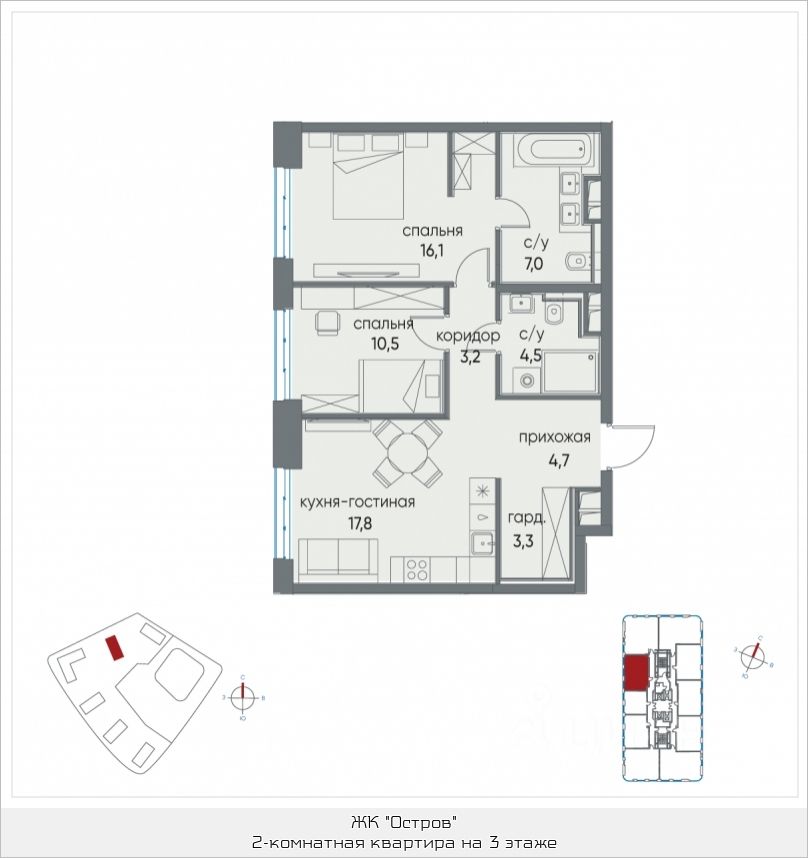 спальня
16,1
с/у
7,0
спальня
10,5
коридор
3,2
с/у
4,5
прихожая
4,7
кухня-гостиная
17,8
гард.
3,3
С
З
В
Ю
С
З
В
Ю
ЖК "Остров"
2-комнатная квартира на 3 этаже